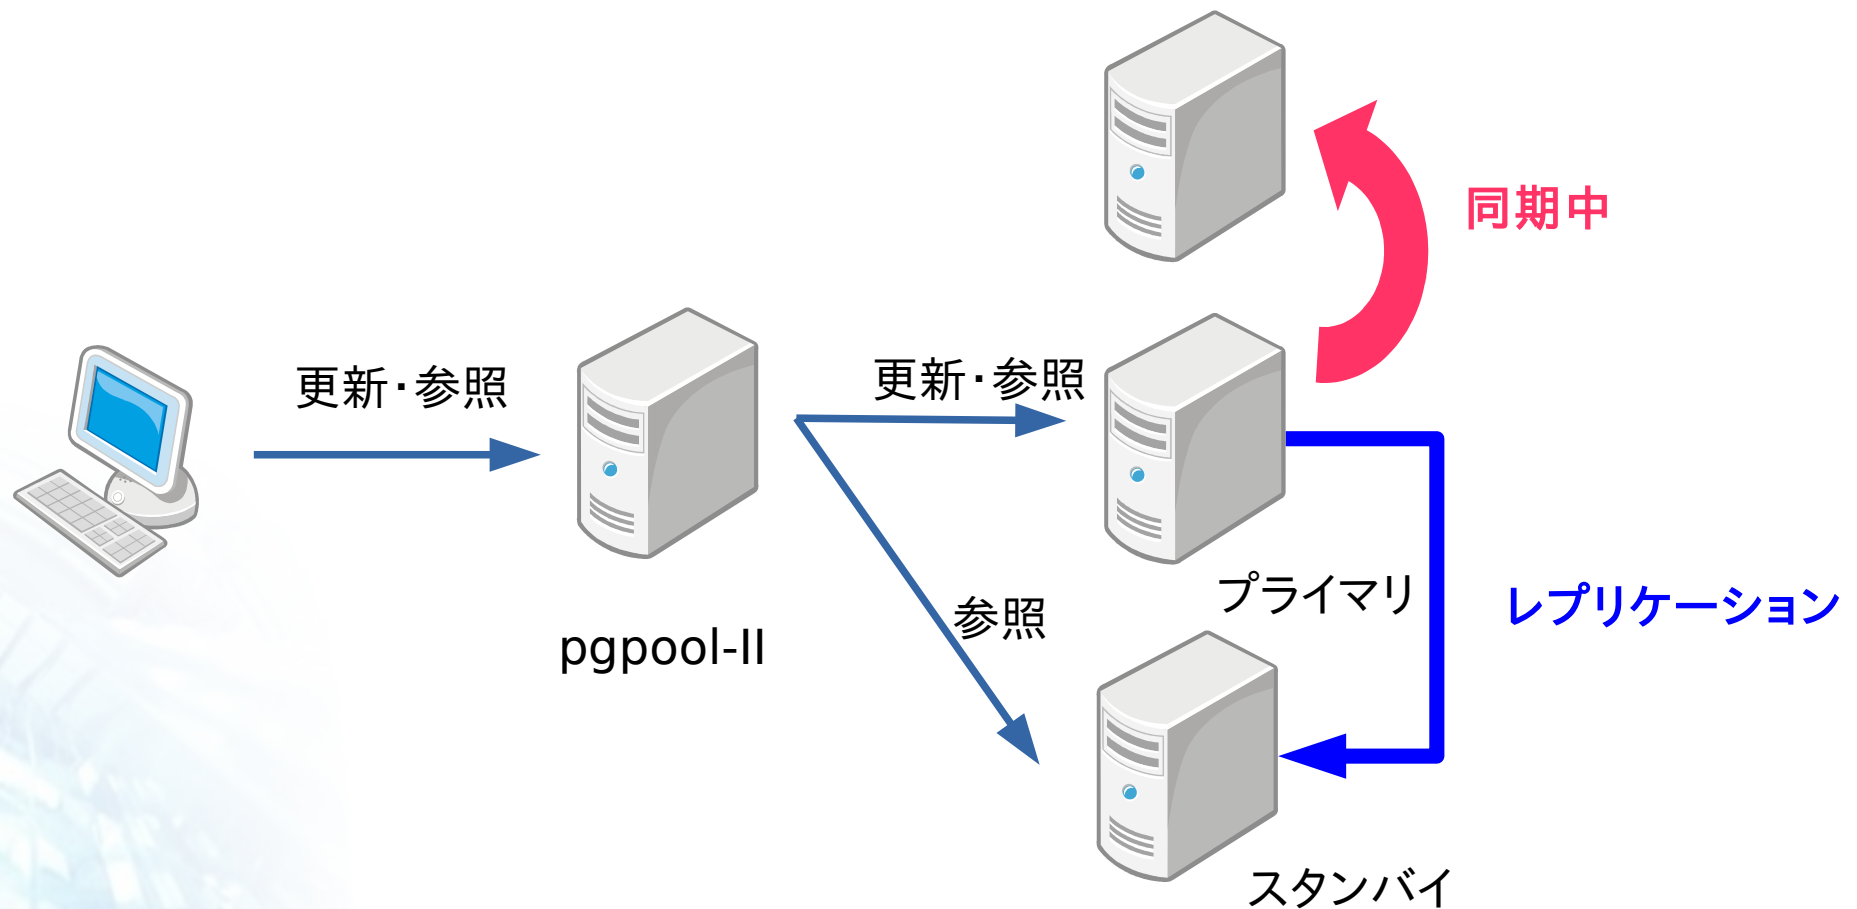 同期中
更新・参照
更新・参照
プライマリ
レプリケーション
参照
pgpool-II
スタンバイ